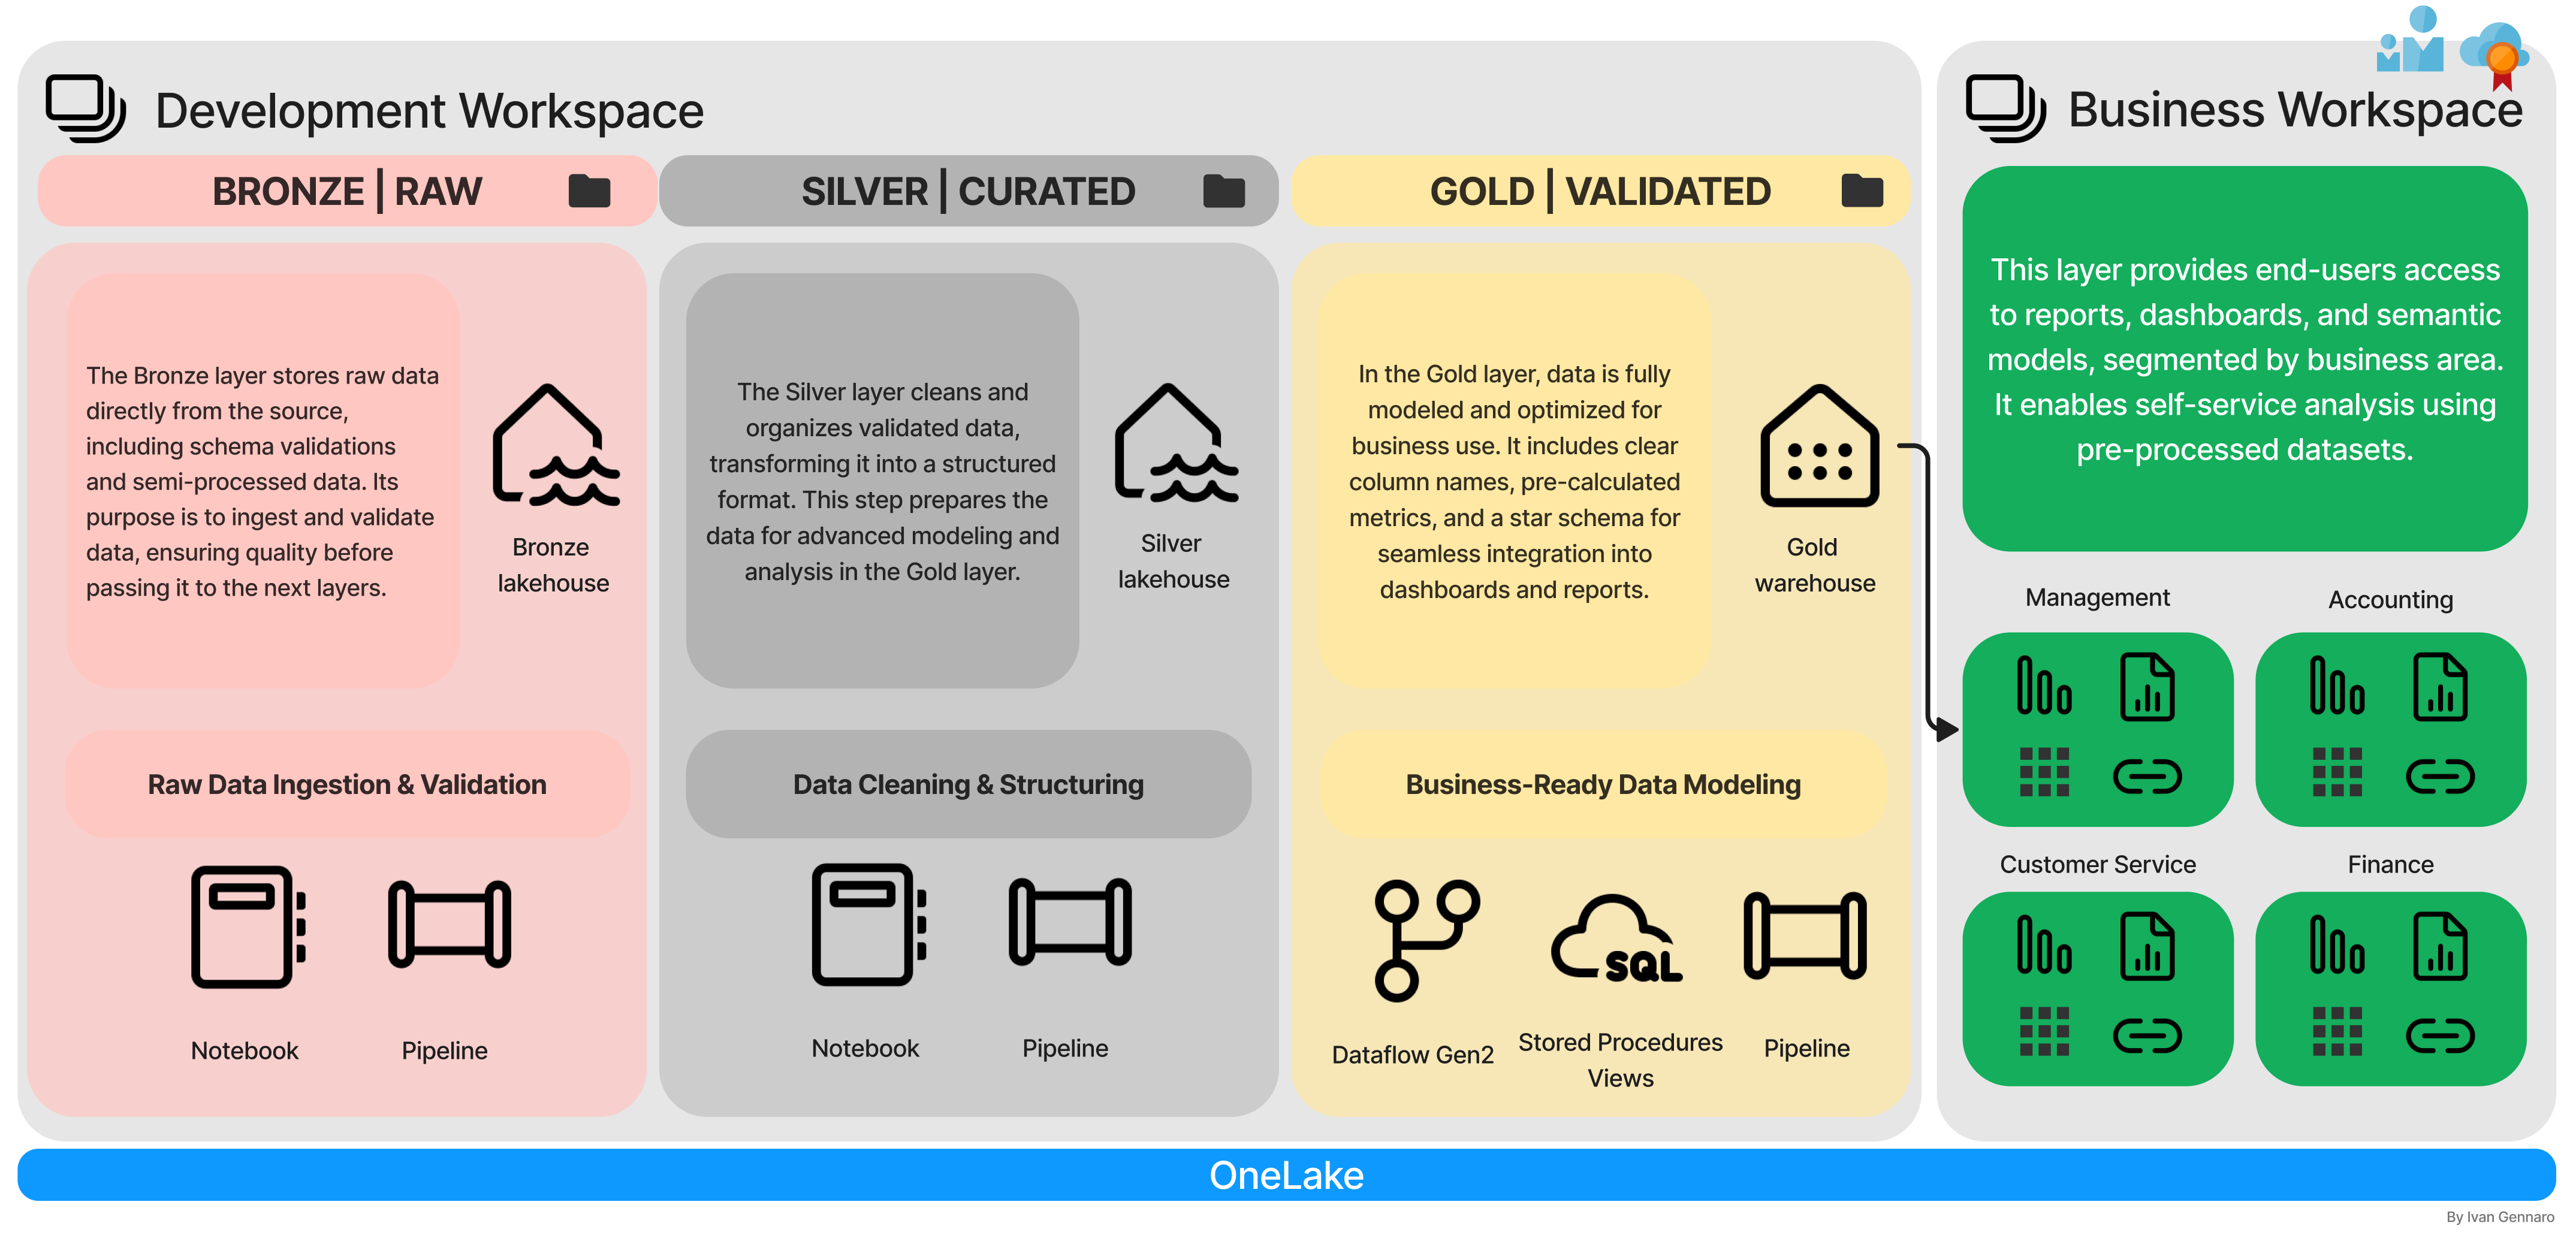 Development Workspace
BRONZE | RAW
The Bronze layer stores raw data
directly from the source,
including schema validations
and semi-processed data. Its
purpose is to ingest and validate
data, ensuring quality before
passing it to the next layers.
Bronze
lakehouse
Raw Data Ingestion & Validation
Notebook
Pipeline
SILVER | CURATED
The Silver layer cleans and
organizes validated data,
transforming it into a structured
format. This step prepares the
data for advanced modeling and
analysis in the Gold layer.
Silver
lakehouse
Data Cleaning & Structuring
Notebook
Pipeline
GOLD | VALIDATED
In the Gold layer, data is fully
modeled and optimized for
business use. It includes clear
column names, pre-calculated
metrics, and a star schema for
seamless integration into
dashboards and reports.
Gold
warehouse
Business-Ready Data Modeling
SQL
Dataflow Gen2
Stored Procedures
Views
Pipeline
Business Workspace
This layer provides end-users access
to reports, dashboards, and semantic
models, segmented by business area.
It enables self-service analysis using
pre-processed datasets.
Management
Accounting
Customer Service
Finance
OneLake
By Ivan Gennaro